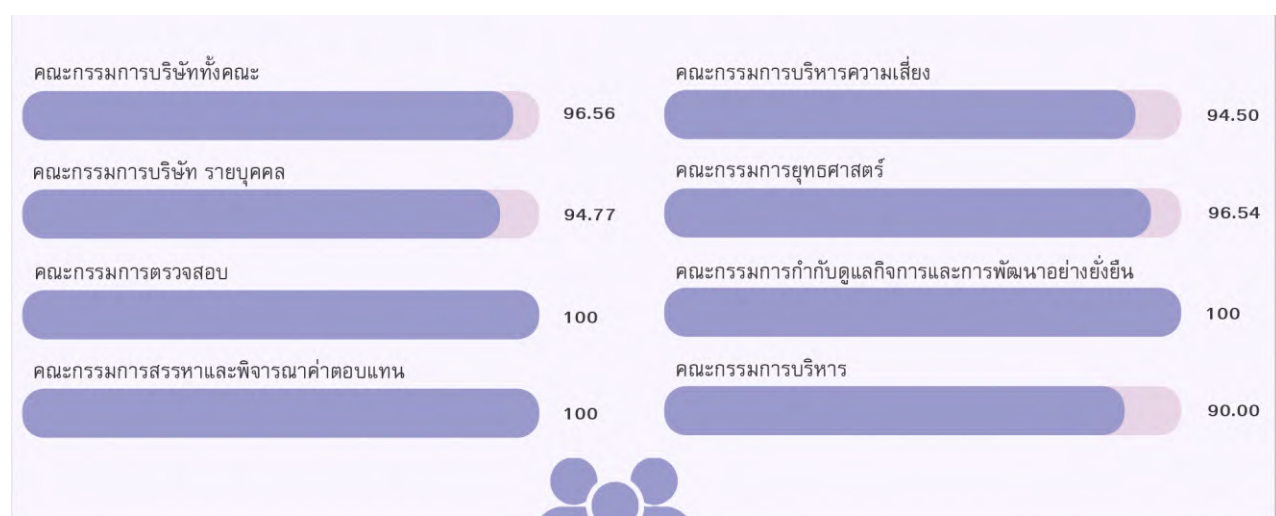 คณะกรรมการบริษัททั้งคณะ
96.56
คณะกรรมการบริษัท รายบุคคล
94.77
คณะกรรมการตรวจสอบ
100
คณะกรรมการสรรหาและพิจารณาค่าตอบแทน
100
คณะกรรมการบริหารความเสี่ยง
94.50
คณะกรรมการยุทธศาสตร์
96.54
คณะกรรมการกำกับดูแลกิจการและการพัฒนาอย่างยั่งยืน
100
คณะกรรมการบริหาร
90.00